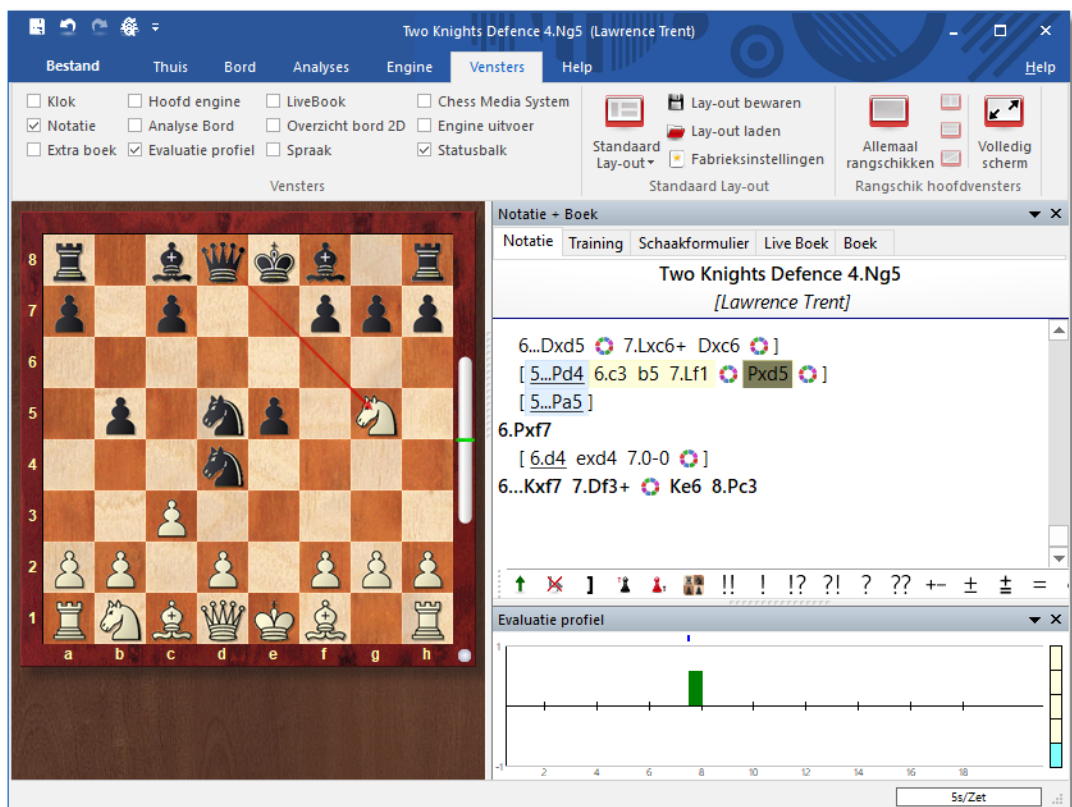 Two Knights Defence 4.Ng5 (Lawrence Trent)
Bestand Thuis Bord Analyses Engine Vensters Help Help
Klok Hoofd engine LiveBook Chess Media System
Notatie Analyse Bord Overzicht bord 2D Engine uitvoer
Extra boek Evaluatie profiel Spraak Statusbalk
Vensters
Standaard Lay-out
Lay-out bewaren
Lay-out laden
Fabrieksinstellingen
Standaard Lay-out
Allemaal rangschikken
Volledig scherm
Rangschik hoofdvensters
8
7
6
5
4
3
2
1
a b c d e f g h
Notatie + Boek
Notatie Training Schaakformulier Live Boek Boek
Two Knights Defence 4.Ng5
[Lawrence Trent]
6...Dxd5 7.Lxc6+ Dxc6 ]
[ 5...Pd4 6.c3 b5 7.Lf1 Pxd5 ]
[ 5...Pa5 ]
6.Pxf7
[ 6.d4 exd4 7.0-0 ]
6...Kxf7 7.Df3+ Ke6 8.Pc3
] !! ! !? ?! ? ?? +− ± ⩲ =
Evaluatie profiel
1
-1
2 4 6 8 10 12 14 16 18
5s/Zet